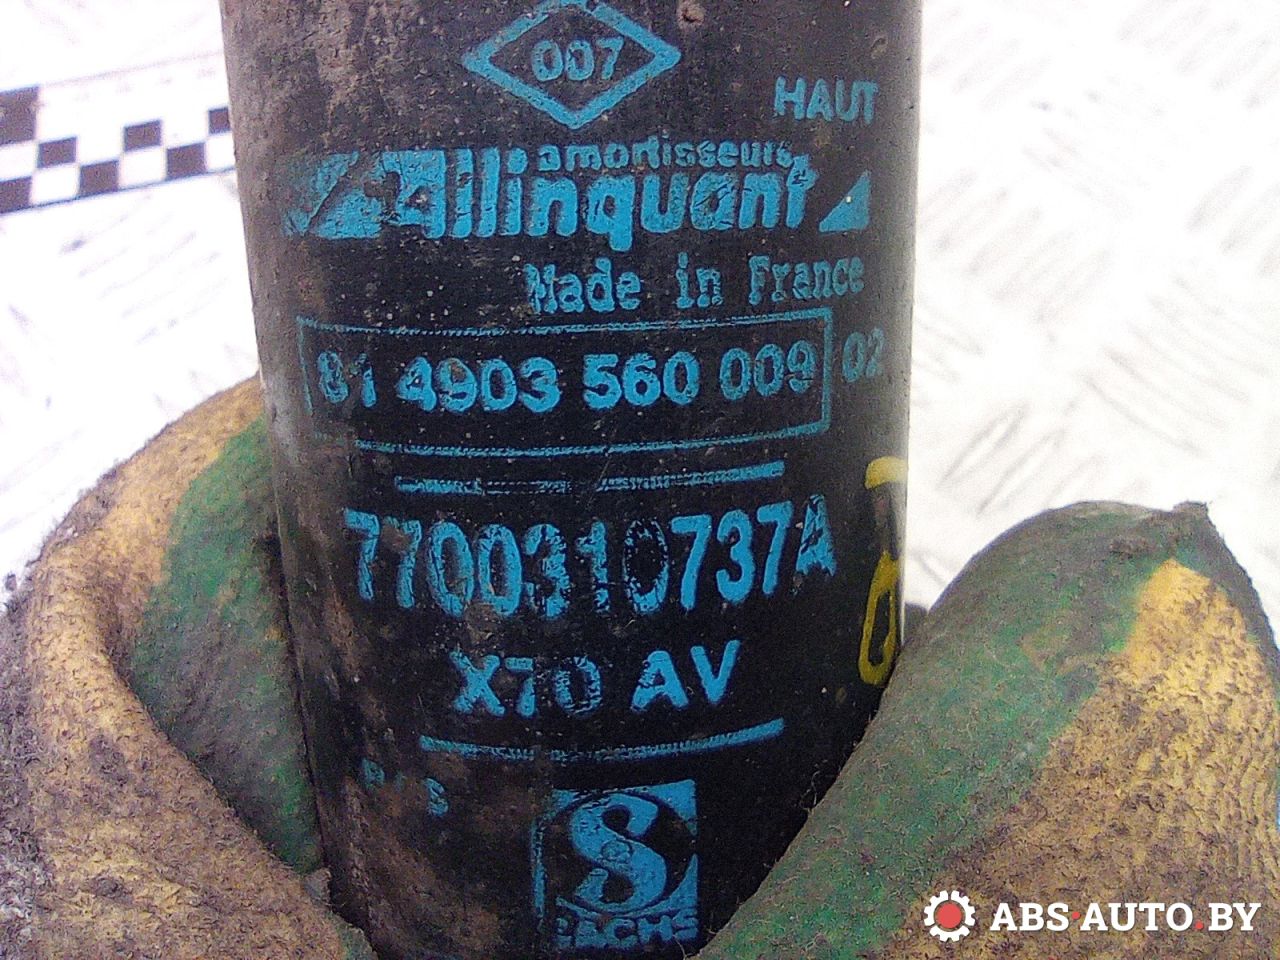 007
HAUT
amortisseurs
Allinquant
Made in France
81 4903 560 009 02
7700310737A
X70 AV
S
SACHS
ABS-AUTO.BY